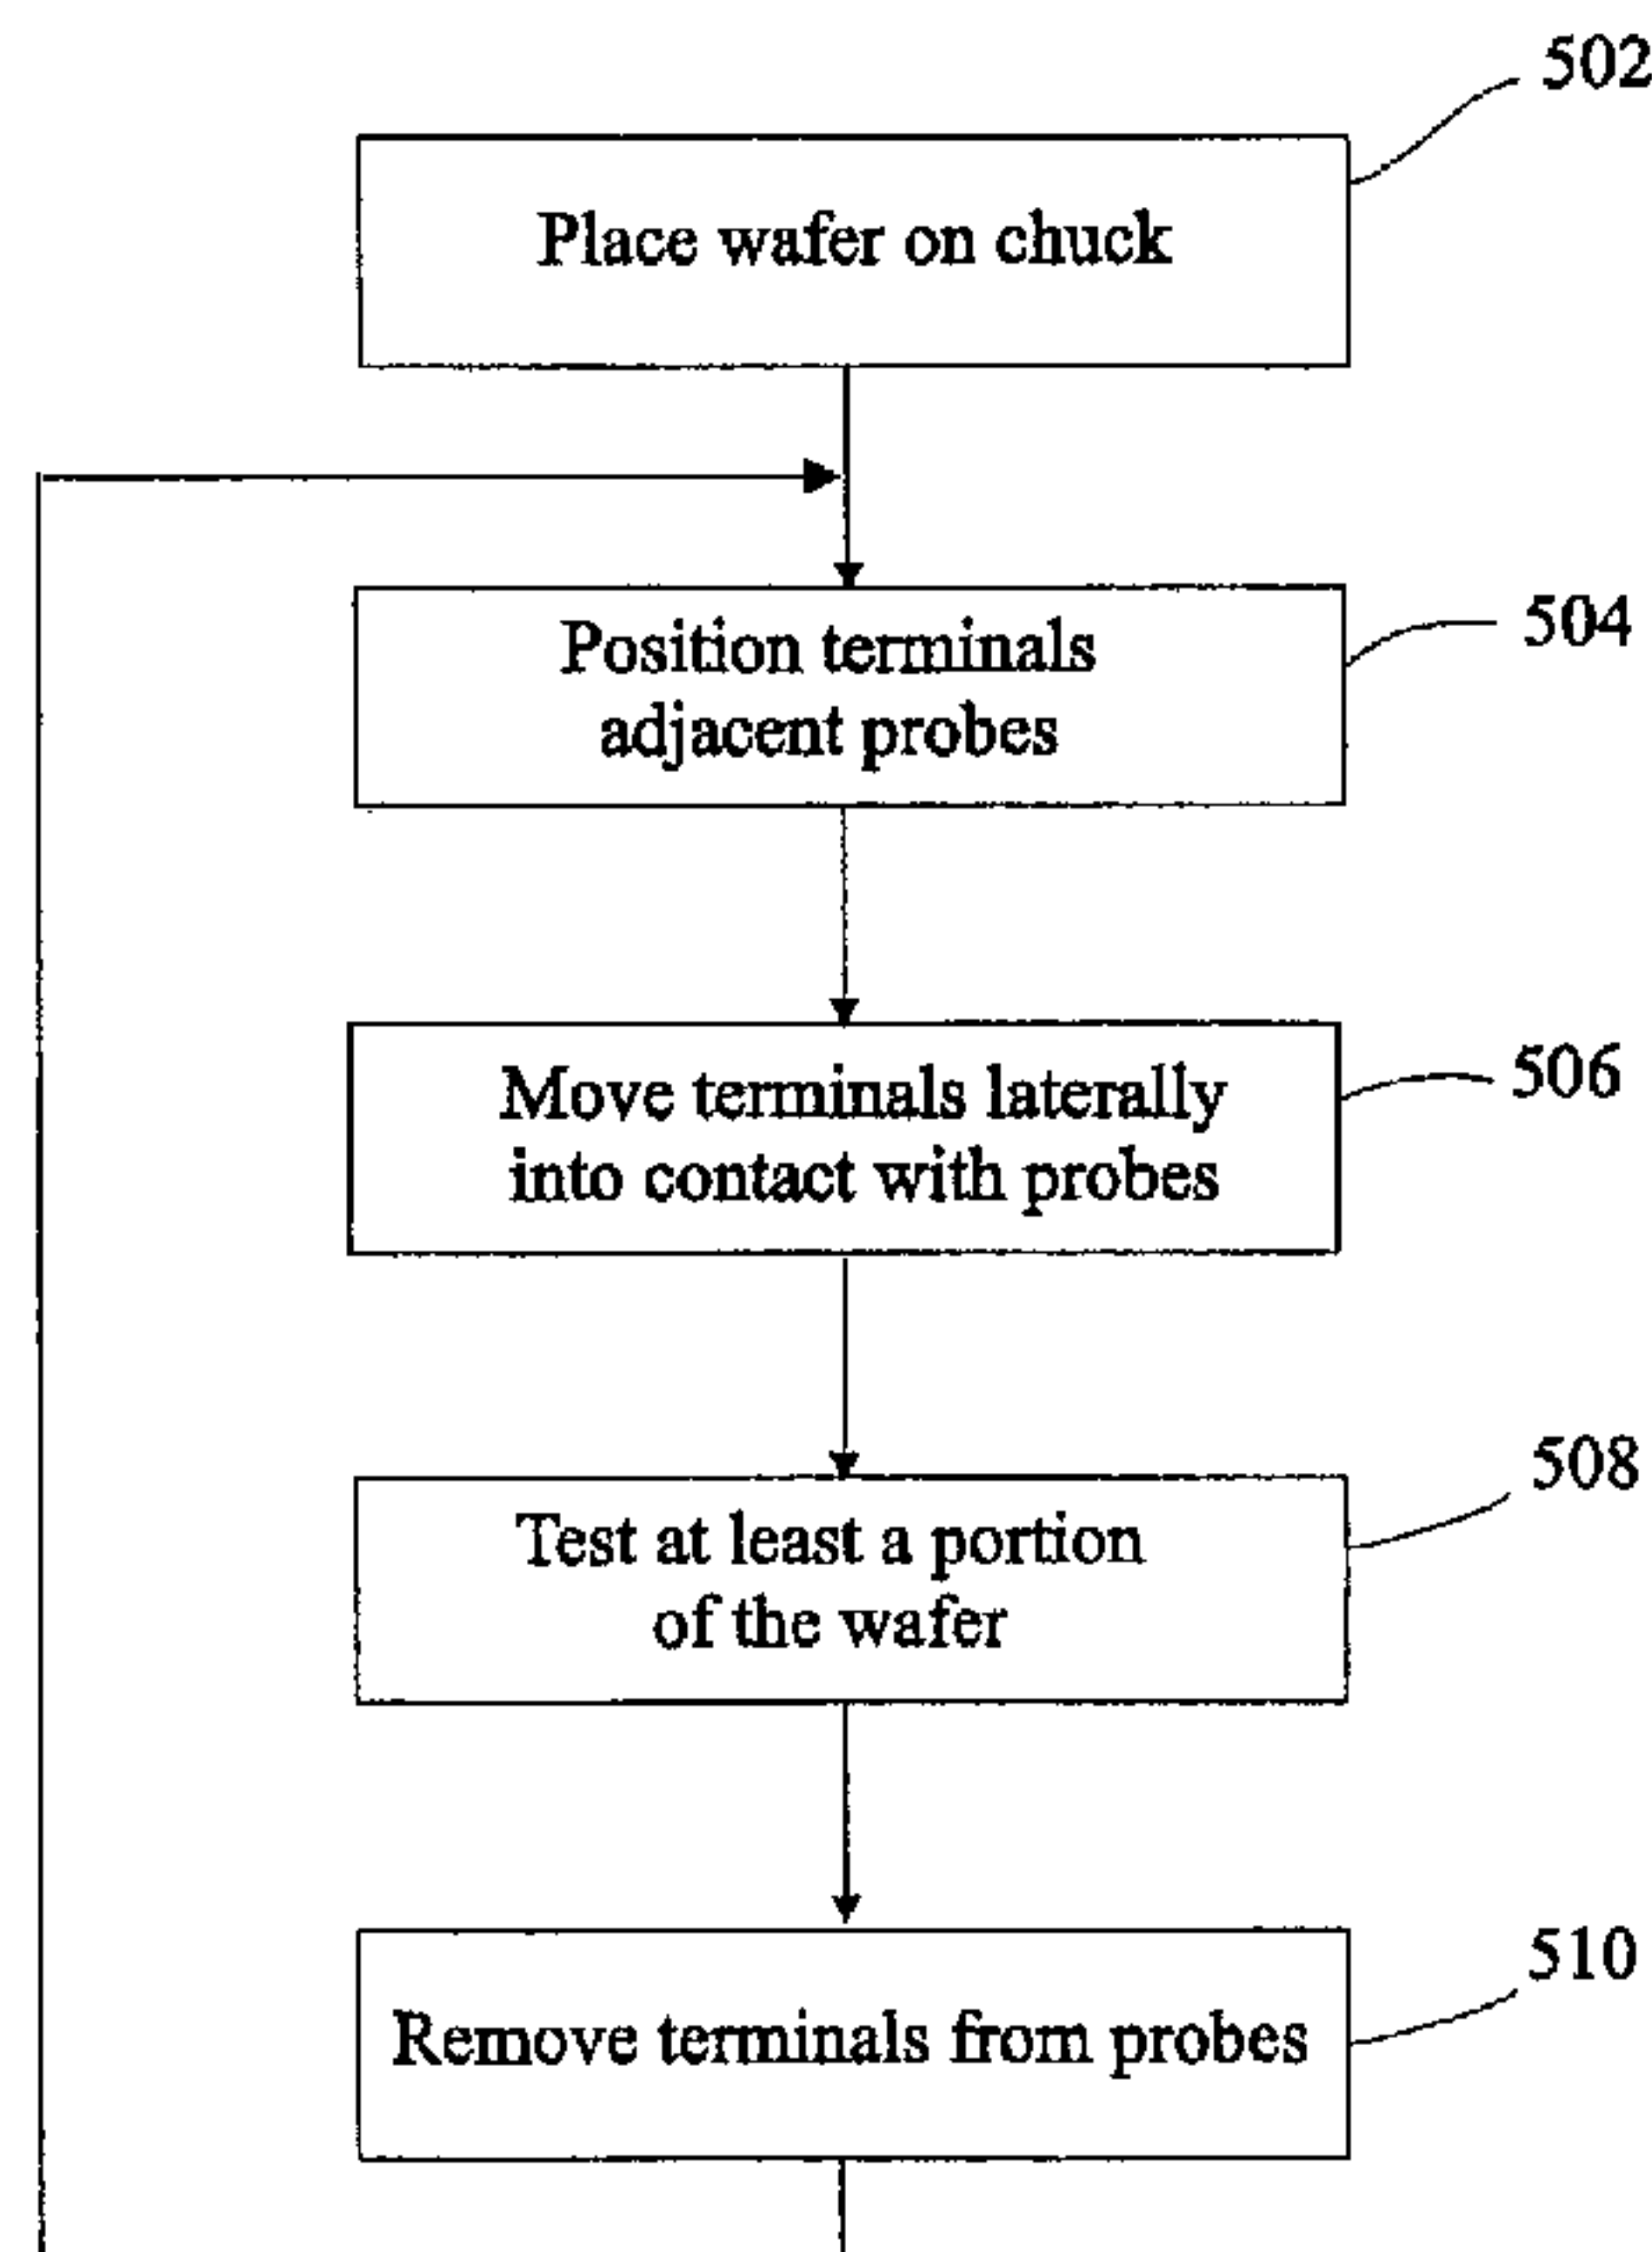 502
Place wafer on chuck
504
Position terminals
adjacent probes
506
Move terminals laterally
into contact with probes
508
Test at least a portion
of the wafer
510
Remove terminals from probes